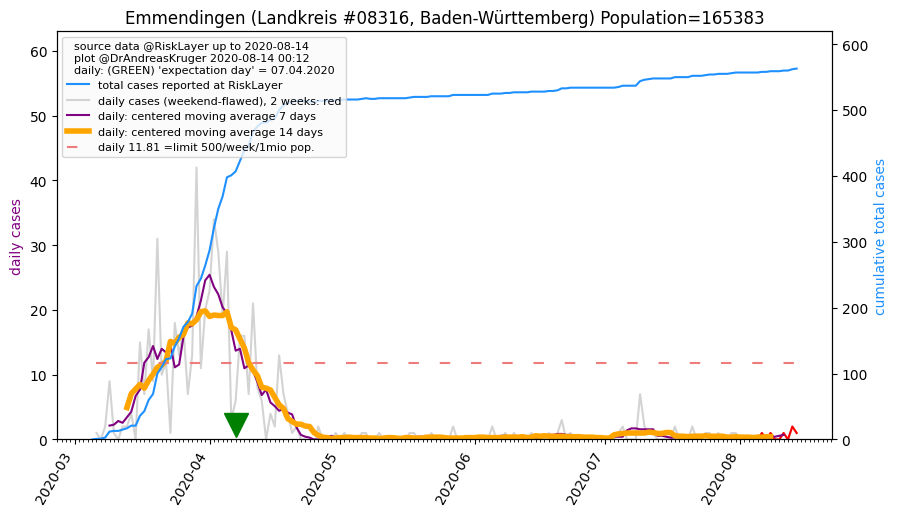 Emmendingen (Landkreis #08316, Baden-Württemberg) Population=165383
source data @RiskLayer up to 2020-08-14
plot @DrAndreasKruger 2020-08-14 00:12
daily: (GREEN) 'expectation day' = 07.04.2020
total cases reported at RiskLayer
daily cases (weekend-flawed), 2 weeks: red
daily: centered moving average 7 days
daily: centered moving average 14 days
daily 11.81 =limit 500/week/1mio pop.
daily cases
60
50
40
30
20
10
0
cumulative total cases
600
500
400
300
200
100
0
2020-03
2020-04
2020-05
2020-06
2020-07
2020-08